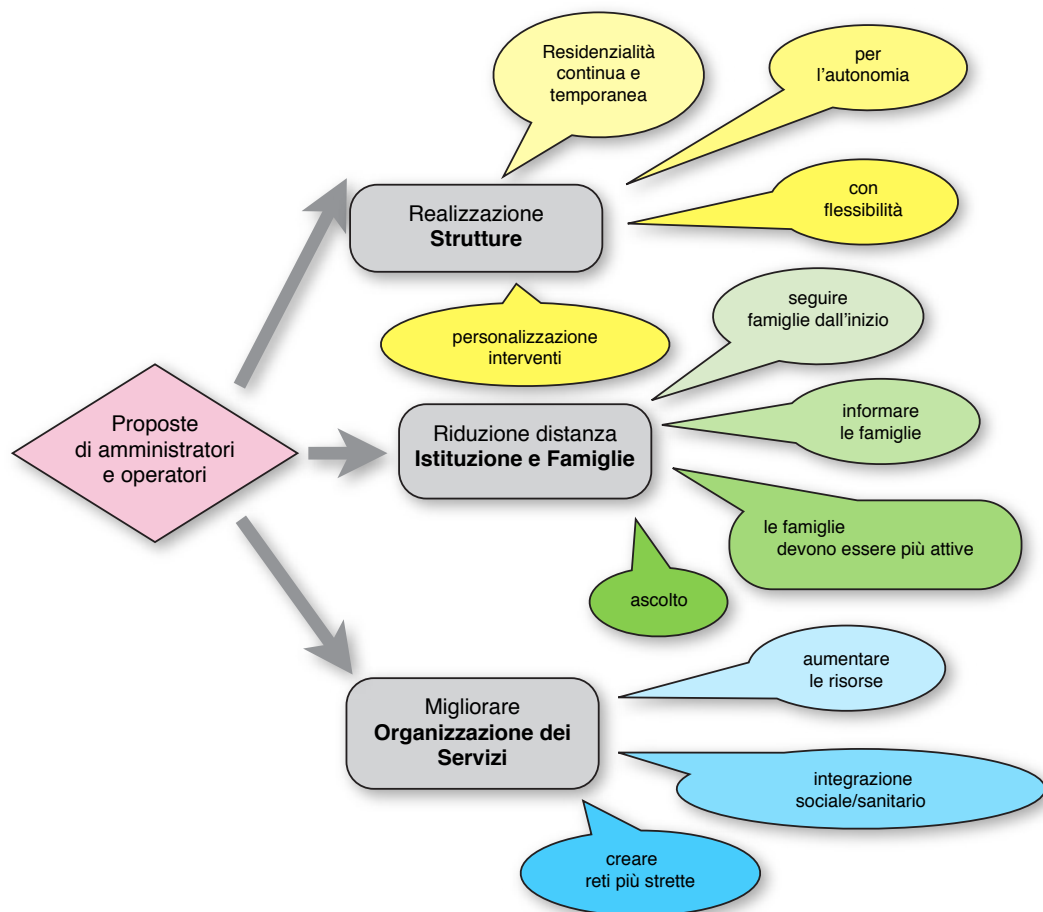 Residenzialità
continua e
temporanea
per
l'autonomia
Realizzazione
Strutture
con
flessibilità
seguire
famiglie dall'inizio
personalizzazione
interventi
Proposte
di amministratori
e operatori
Riduzione distanza
Istituzione e Famiglie
informare
le famiglie
le famiglie
devono essere più attive
ascolto
aumentare
le risorse
Migliorare
Organizzazione dei
Servizi
integrazione
sociale/sanitario
creare
reti più strette